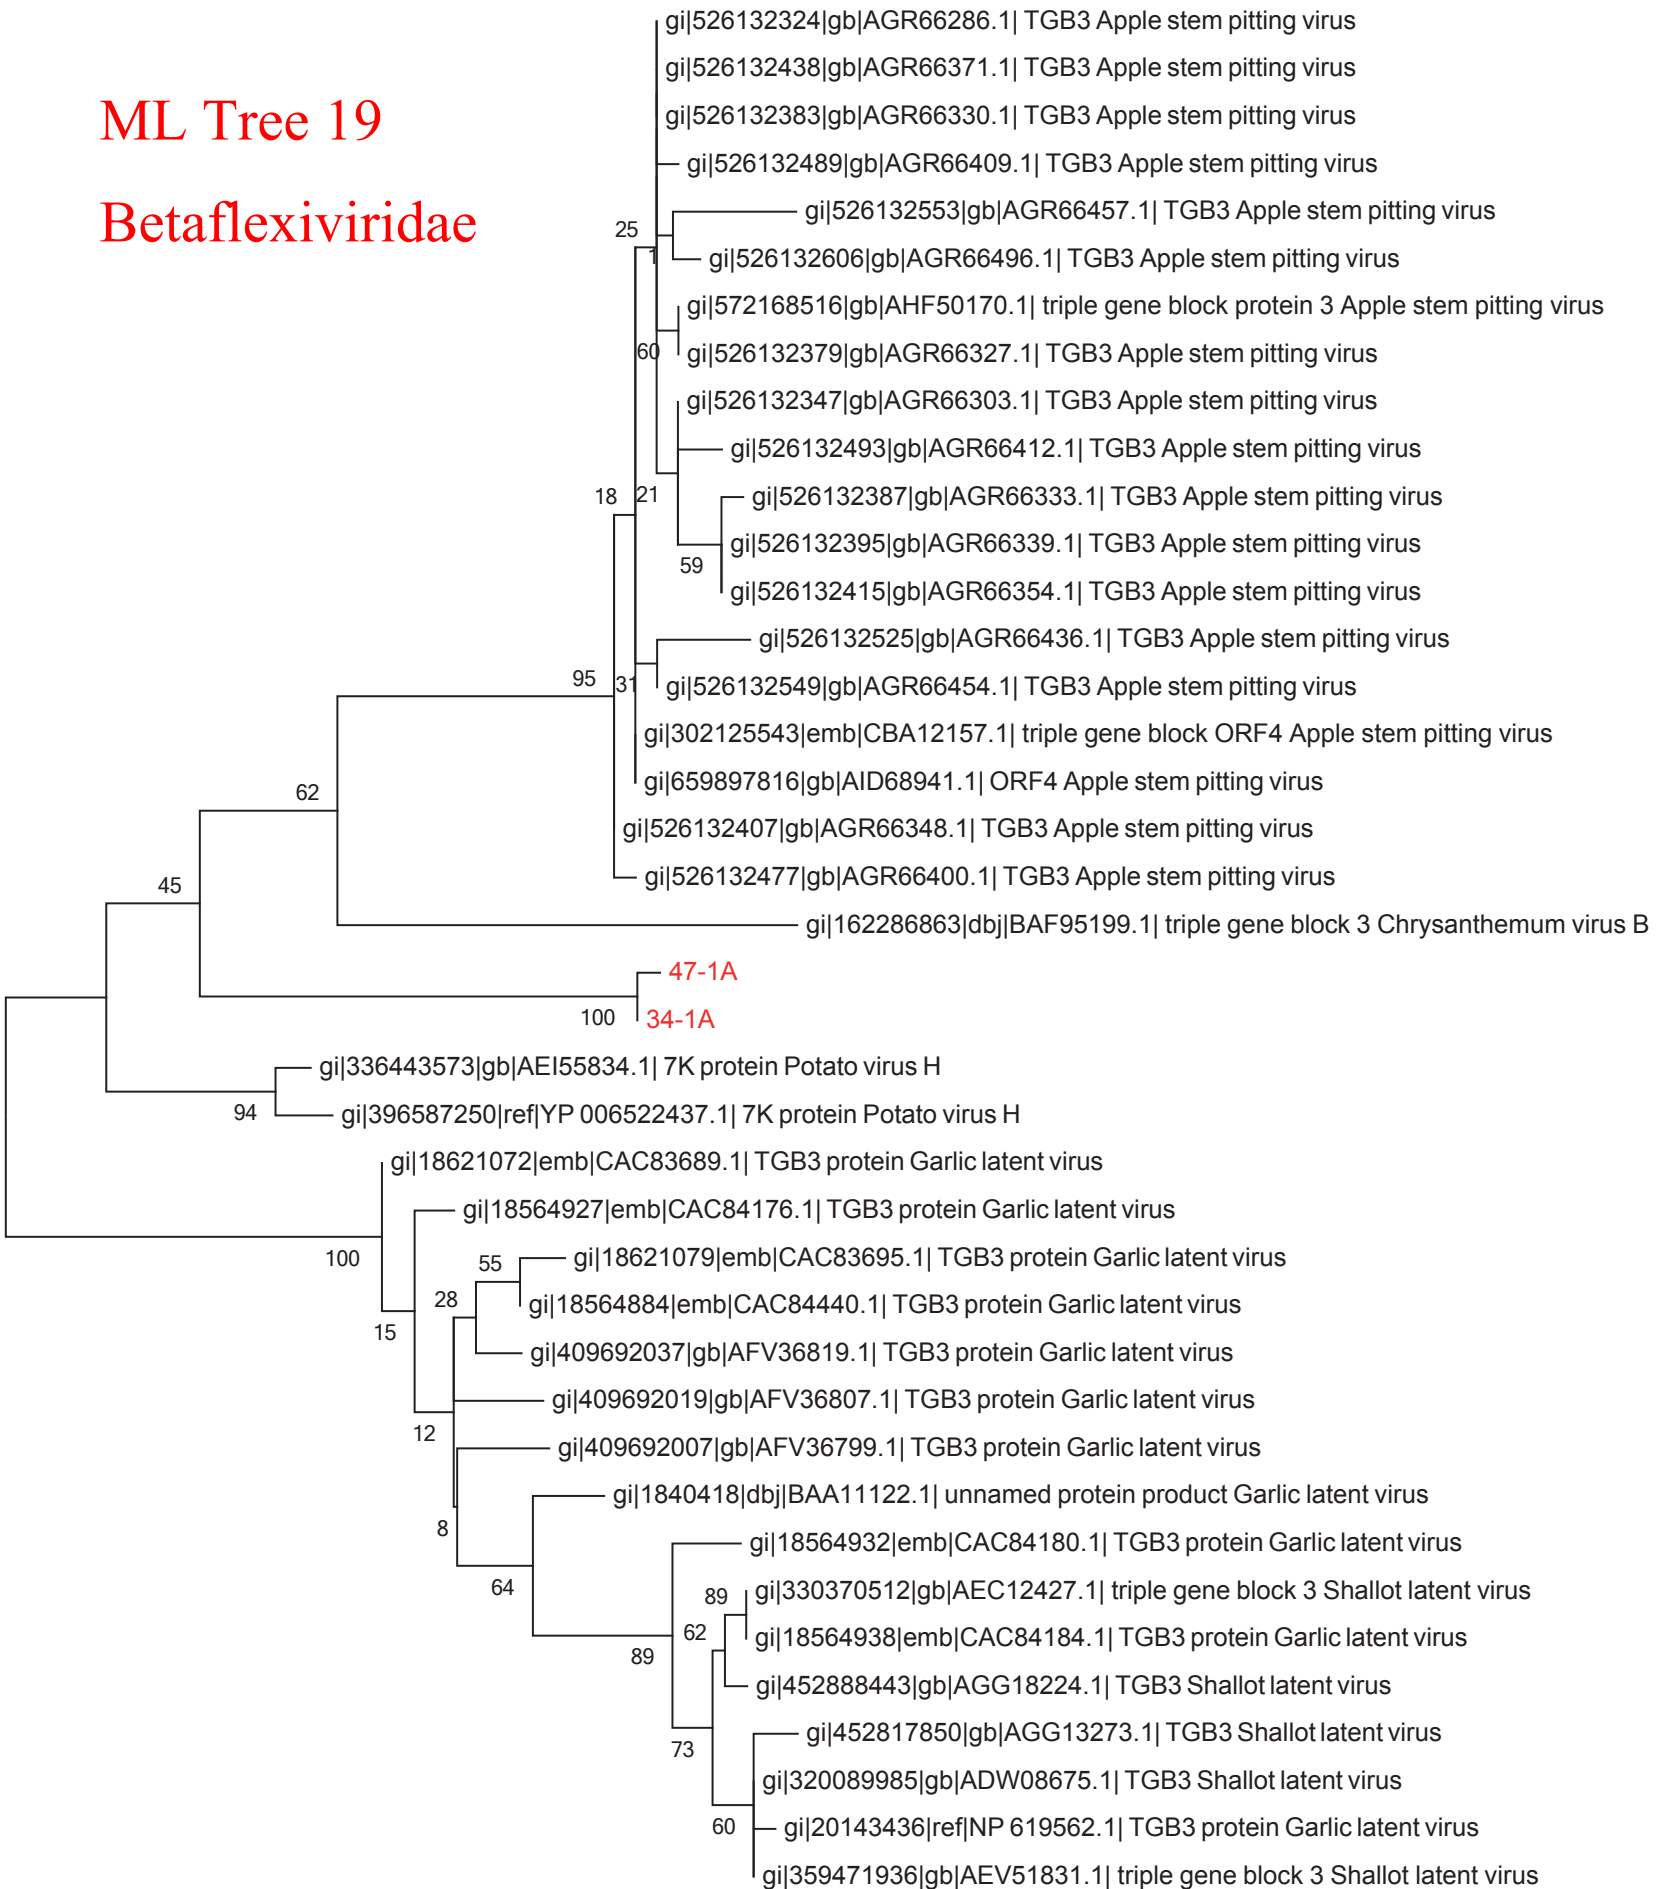 ML Tree 19
Betaflexiviridae
gi|526132324|gb|AGR66286.1| TGB3 Apple stem pitting virus
gi|526132438|gb|AGR66371.1| TGB3 Apple stem pitting virus
gi|526132383|gb|AGR66330.1| TGB3 Apple stem pitting virus
gi|526132489|gb|AGR66409.1| TGB3 Apple stem pitting virus
gi|526132553|gb|AGR66457.1| TGB3 Apple stem pitting virus
25
1
gi|526132606|gb|AGR66496.1| TGB3 Apple stem pitting virus
gi|572168516|gb|AHF50170.1| triple gene block protein 3 Apple stem pitting virus
60
gi|526132379|gb|AGR66327.1| TGB3 Apple stem pitting virus
gi|526132347|gb|AGR66303.1| TGB3 Apple stem pitting virus
gi|526132493|gb|AGR66412.1| TGB3 Apple stem pitting virus
18
21
gi|526132387|gb|AGR66333.1| TGB3 Apple stem pitting virus
gi|526132395|gb|AGR66339.1| TGB3 Apple stem pitting virus
59
gi|526132415|gb|AGR66354.1| TGB3 Apple stem pitting virus
gi|526132525|gb|AGR66436.1| TGB3 Apple stem pitting virus
95
31
gi|526132549|gb|AGR66454.1| TGB3 Apple stem pitting virus
gi|302125543|emb|CBA12157.1| triple gene block ORF4 Apple stem pitting virus
gi|659897816|gb|AID68941.1| ORF4 Apple stem pitting virus
62
gi|526132407|gb|AGR66348.1| TGB3 Apple stem pitting virus
gi|526132477|gb|AGR66400.1| TGB3 Apple stem pitting virus
45
gi|162286863|dbj|BAF95199.1| triple gene block 3 Chrysanthemum virus B
47-1A
100
34-1A
gi|336443573|gb|AEI55834.1| 7K protein Potato virus H
94
gi|396587250|ref|YP 006522437.1| 7K protein Potato virus H
gi|18621072|emb|CAC83689.1| TGB3 protein Garlic latent virus
gi|18564927|emb|CAC84176.1| TGB3 protein Garlic latent virus
100
55
gi|18621079|emb|CAC83695.1| TGB3 protein Garlic latent virus
28
gi|18564884|emb|CAC84440.1| TGB3 protein Garlic latent virus
15
gi|409692037|gb|AFV36819.1| TGB3 protein Garlic latent virus
gi|409692019|gb|AFV36807.1| TGB3 protein Garlic latent virus
12
gi|409692007|gb|AFV36799.1| TGB3 protein Garlic latent virus
gi|1840418|dbj|BAA11122.1| unnamed protein product Garlic latent virus
8
gi|18564932|emb|CAC84180.1| TGB3 protein Garlic latent virus
64
89
gi|330370512|gb|AEC12427.1| triple gene block 3 Shallot latent virus
62
gi|18564938|emb|CAC84184.1| TGB3 protein Garlic latent virus
89
gi|452888443|gb|AGG18224.1| TGB3 Shallot latent virus
gi|452817850|gb|AGG13273.1| TGB3 Shallot latent virus
73
gi|320089985|gb|ADW08675.1| TGB3 Shallot latent virus
60
gi|20143436|ref|NP 619562.1| TGB3 protein Garlic latent virus
gi|359471936|gb|AEV51831.1| triple gene block 3 Shallot latent virus